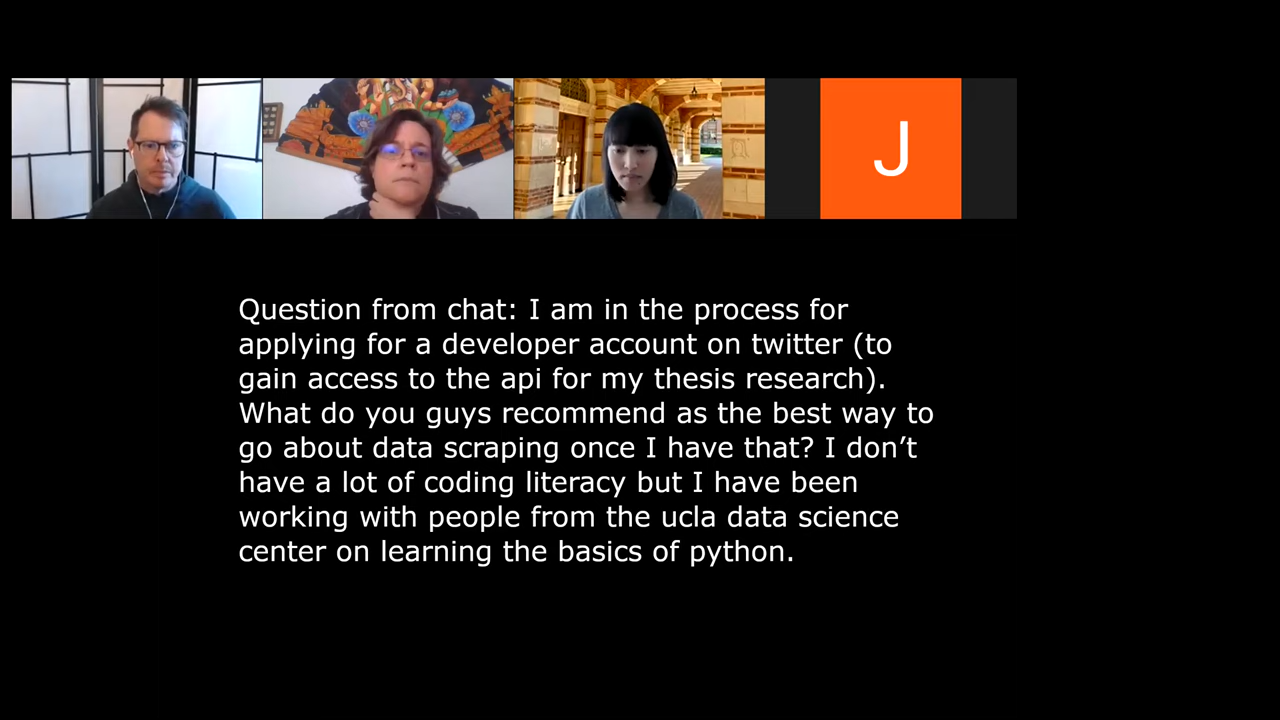 J
Question from chat: I am in the process for
applying for a developer account on twitter (to
gain access to the api for my thesis research).
What do you guys recommend as the best way to
go about data scraping once I have that? I don’t
have a lot of coding literacy but I have been
working with people from the ucla data science
center on learning the basics of python.